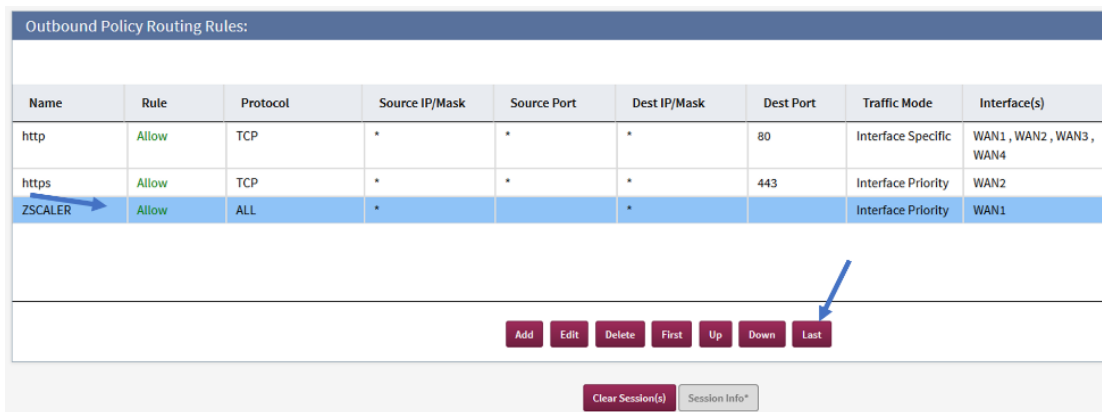 Outbound Policy Routing Rules:
Name Rule Protocol Source IP/Mask Source Port Dest IP/Mask Dest Port Traffic Mode Interface(s)
http Allow TCP * * * 80 Interface Specific WAN1 , WAN2 , WAN3 ,
WAN4
https Allow TCP * * * 443 Interface Priority WAN2
ZSCALER Allow ALL * * Interface Priority WAN1
Add Edit Delete First Up Down Last
Clear Session(s) Session Info*